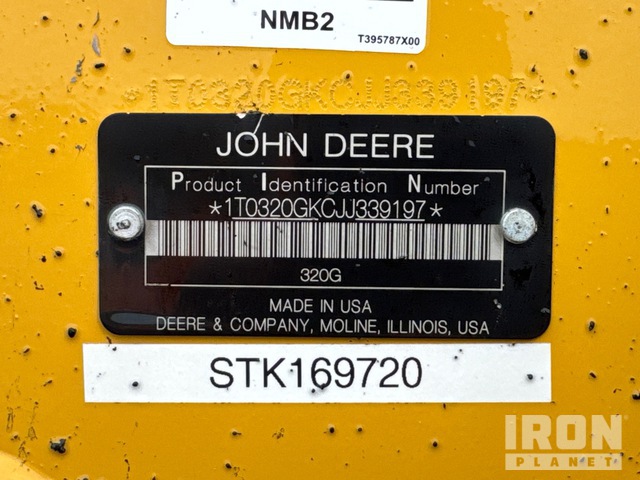 NMB2
T395787X00
*1T0320GKCJJ339197*
JOHN DEERE
Product Identification Number
*1T0320GKCJJ339197*
320G
MADE IN USA
DEERE & COMPANY, MOLINE, ILLINOIS, USA
STK169720
IRON
PLANET